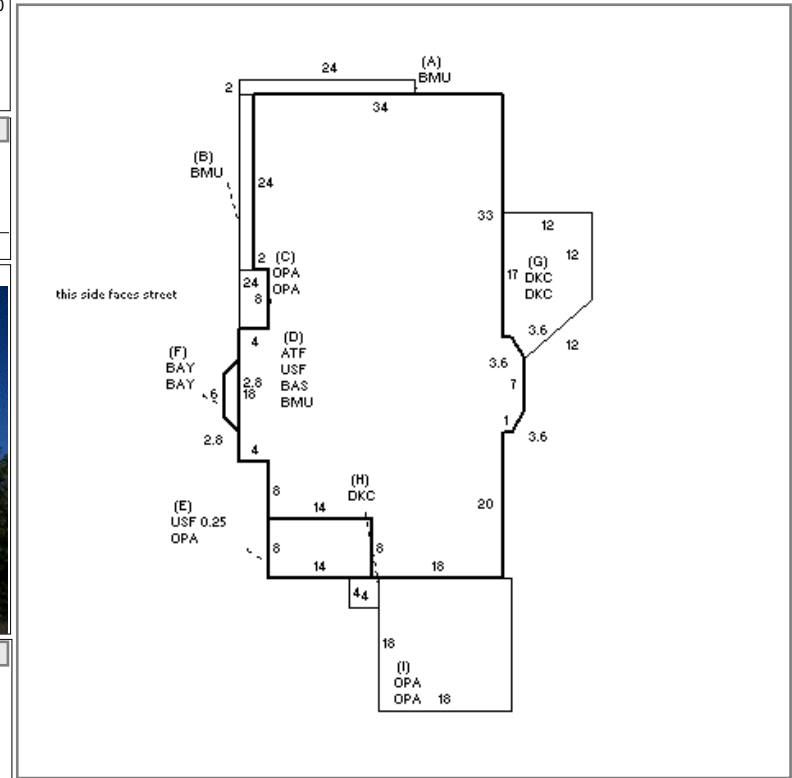 24
(A)
BMU
2
34
(B)
BMU
24
33
12
12
2
(C)
OPA
OPA
24
8
17
(G)
DKC
DKC
this side faces street
3.6
12
4
(D)
ATF
USF
BAS
BMU
(F)
BAY
BAY
3.6
2.8
18
6
7
1
2.8
4
3.6
(H)
DKC
8
14
20
(E)
USF 0.25
OPA
8
8
14
18
4
4
18
(I)
OPA
OPA
18